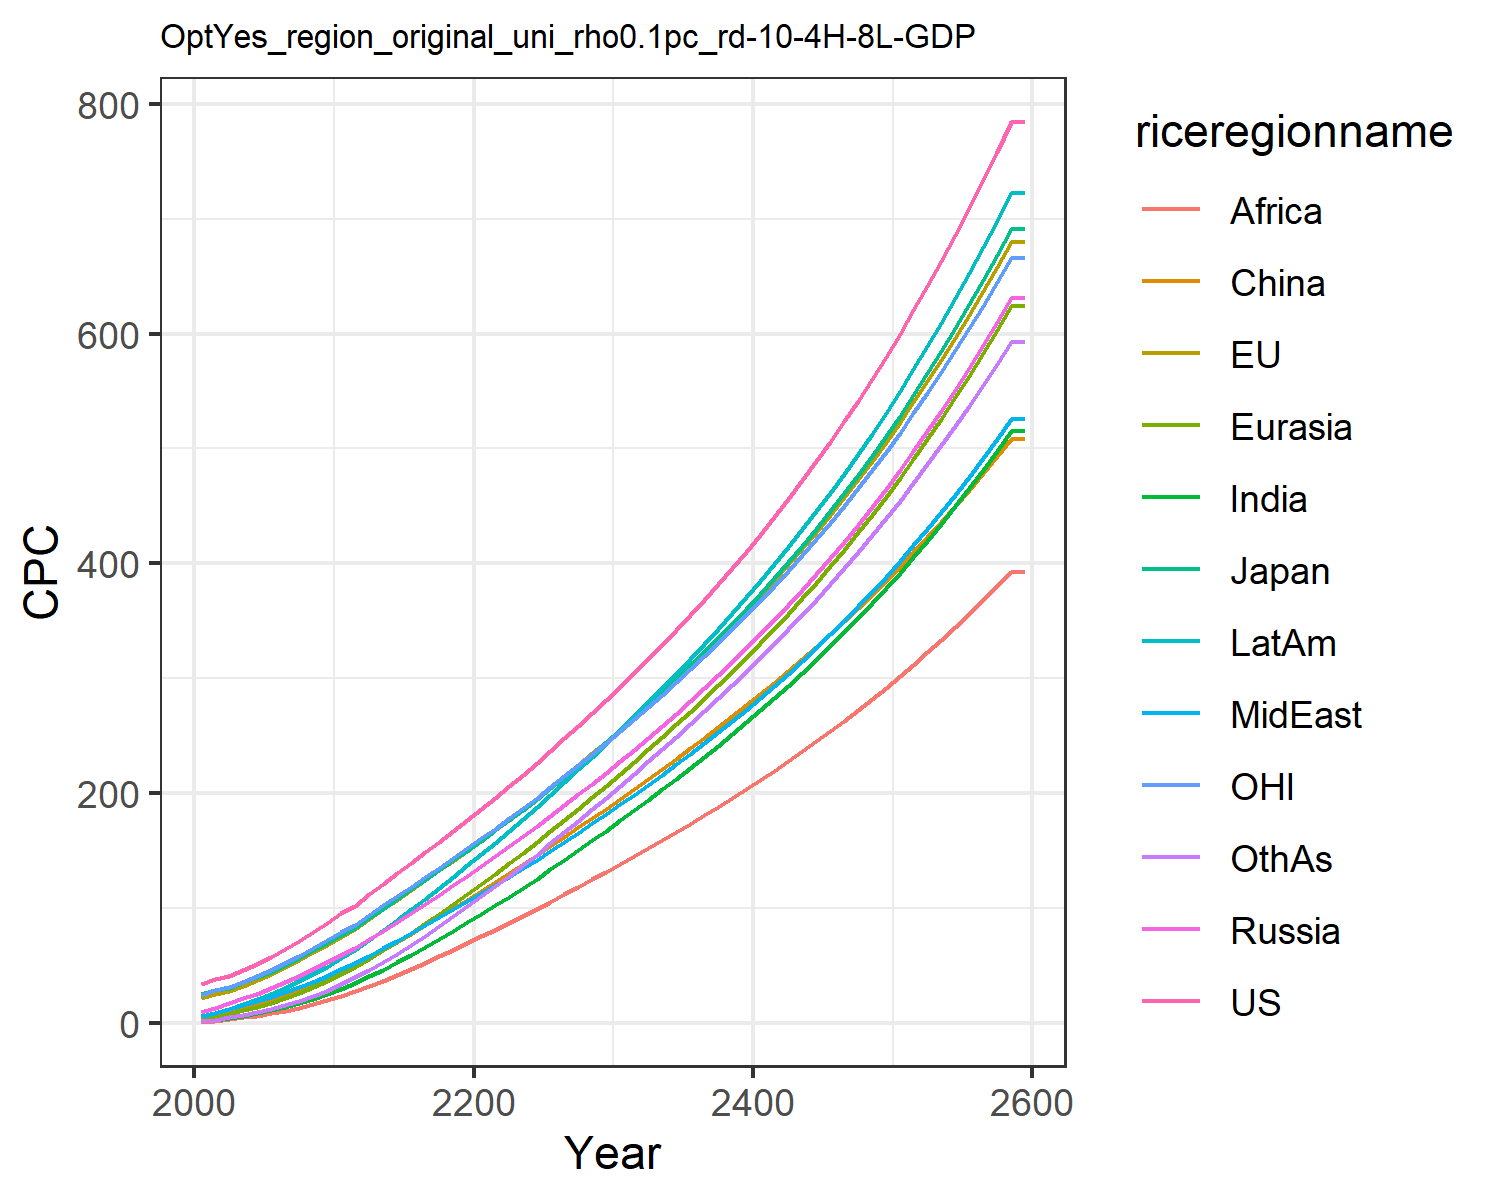 OptYes_region_original_uni_rho0.1pc_rd-10-4H-8L-GDP
800
600
400
200
0
CPC
2000 2200 2400 2600
Year
riceregionname
Africa
China
EU
Eurasia
India
Japan
LatAm
MidEast
OHI
OthAs
Russia
US